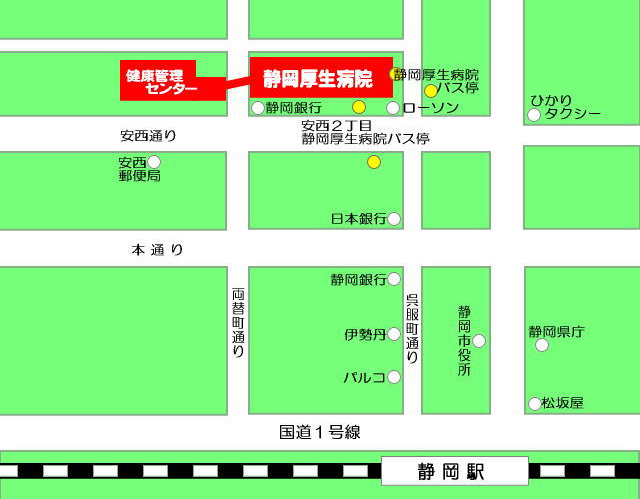 健康管理
センター
静岡厚生病院
静岡厚生病院
バス停
静岡銀行
ローソン
ひかり
タクシー
安西２丁目
静岡厚生病院バス停
安西通り
安西
郵便局
日本銀行
本通り
静岡銀行
両替町通り
呉服町通り
伊勢丹
静岡市役所
静岡県庁
パルコ
松坂屋
国道１号線
静岡駅